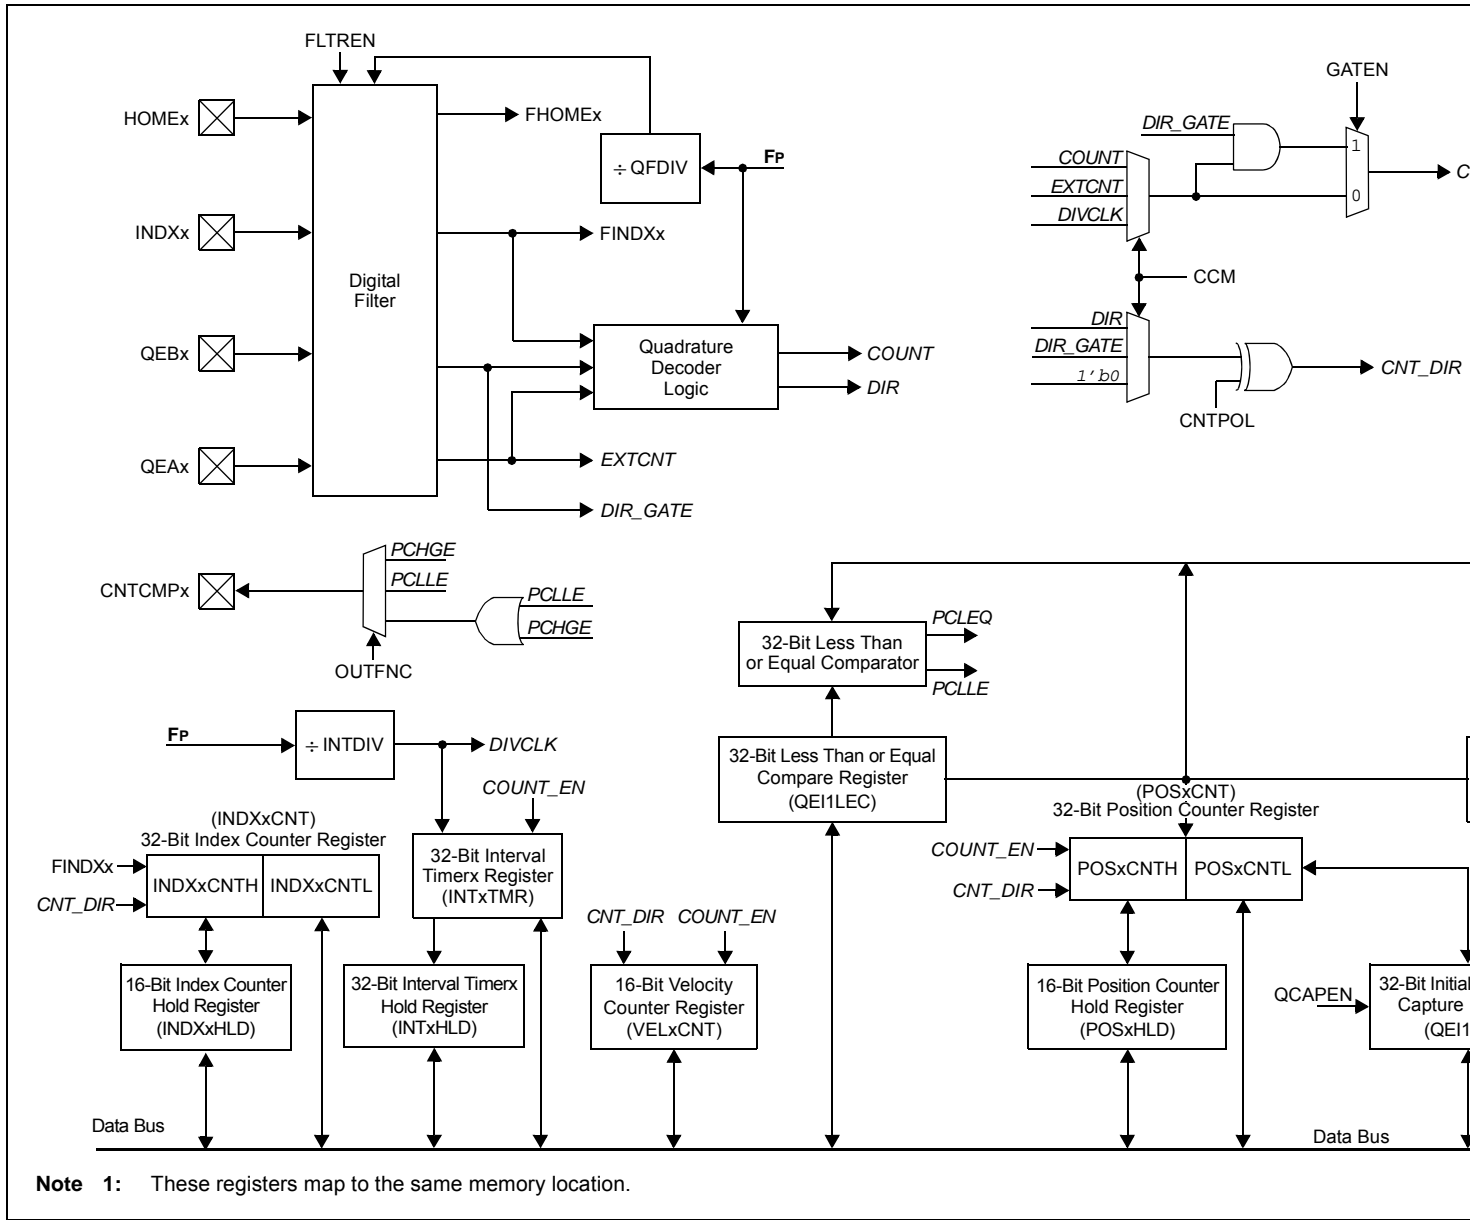 FLTREN
HOMEx
FHOMEx
÷ QFDIV
FP
INDXx
FINDXx
Digital
Filter
QEBx
Quadrature
Decoder
Logic
COUNT
DIR
QEAx
EXTCNT
DIR_GATE
GATEN
DIR_GATE
COUNT
EXTCNT
DIVCLK
1
0
C
CCM
DIR
DIR_GATE
1'b0
CNT_DIR
CNTPOL
CNTCMPx
PCHGE
PCLLE
PCLLE
PCHGE
OUTFNC
32-Bit Less Than
or Equal Comparator
PCLEQ
PCLLE
FP
÷ INTDIV
DIVCLK
COUNT_EN
32-Bit Less Than or Equal
Compare Register
(QEI1LEC)
(POSxCNT)
32-Bit Position Counter Register
(INDXxCNT)
32-Bit Index Counter Register
FINDXx
CNT_DIR
INDXxCNTH
INDXxCNTL
32-Bit Interval
Timerx Register
(INTxTMR)
COUNT_EN
CNT_DIR
POSxCNTH
POSxCNTL
CNT_DIR
COUNT_EN
16-Bit Index Counter
Hold Register
(INDXxHLD)
32-Bit Interval Timerx
Hold Register
(INTxHLD)
16-Bit Velocity
Counter Register
(VELxCNT)
16-Bit Position Counter
Hold Register
(POSxHLD)
QCAPEN
32-Bit Initial
Capture
(QEI1
Data Bus
Data Bus
Note 1: These registers map to the same memory location.